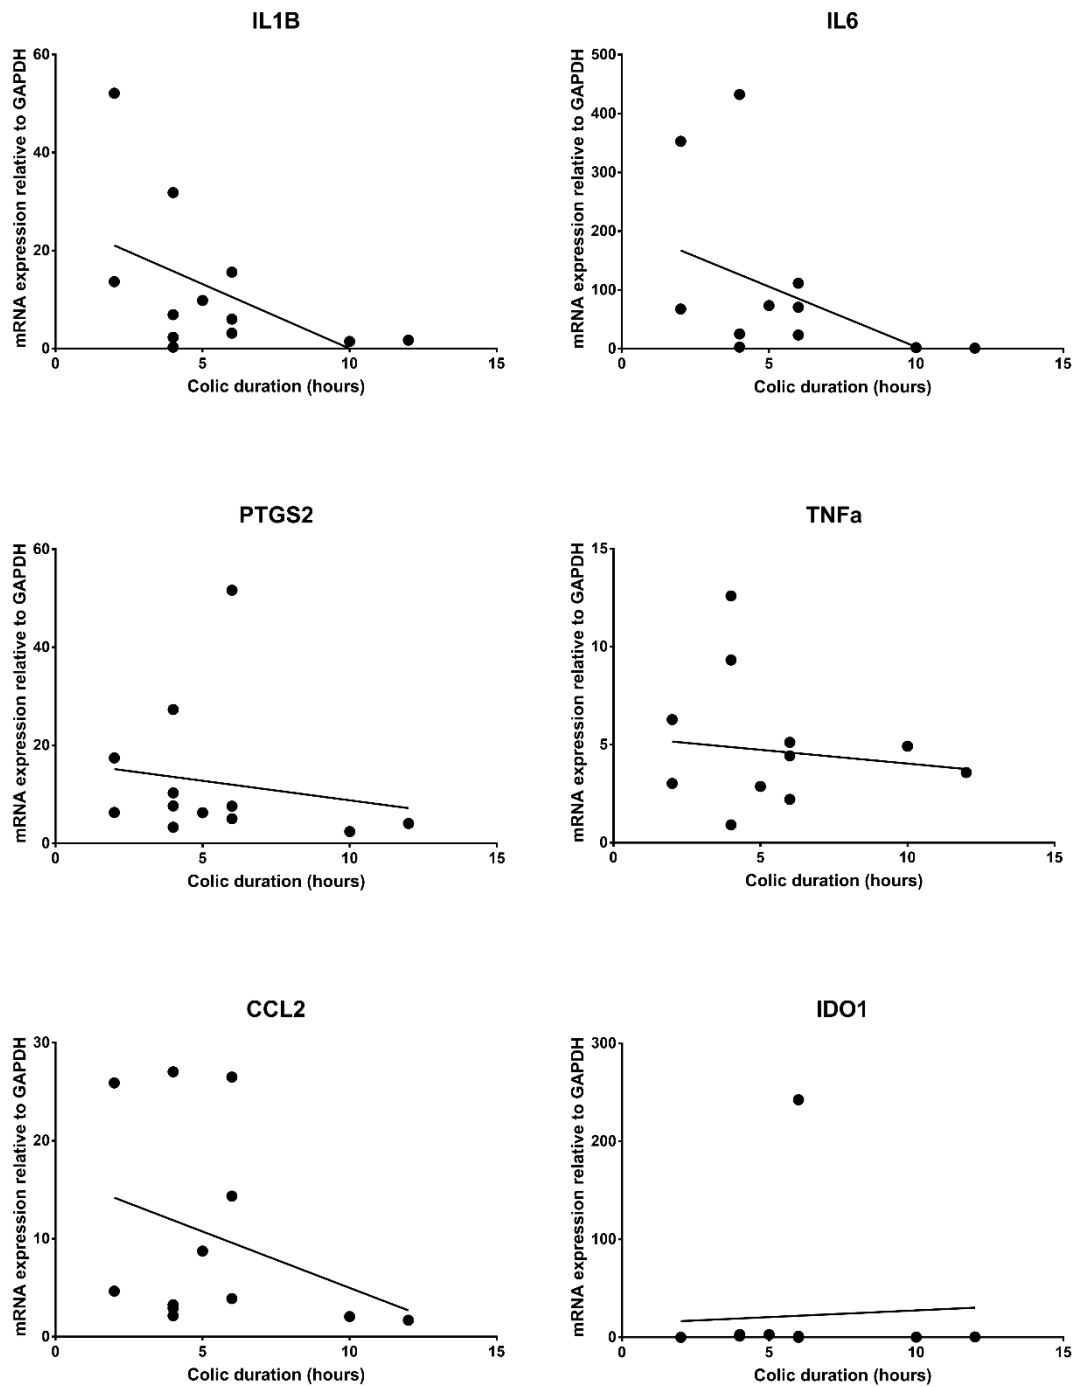 IL1B
mRNA expression relative to GAPDH
60
40
20
0
0 5 10 15
Colic duration (hours)
IL6
mRNA expression relative to GAPDH
500
400
300
200
100
0
0 5 10 15
Colic duration (hours)
PTGS2
mRNA expression relative to GAPDH
60
40
20
0
0 5 10 15
Colic duration (hours)
TNFa
mRNA expression relative to GAPDH
15
10
5
0
0 5 10 15
Colic duration (hours)
CCL2
mRNA expression relative to GAPDH
30
20
10
0
0 5 10 15
Colic duration (hours)
IDO1
mRNA expression relative to GAPDH
300
200
100
0
0 5 10 15
Colic duration (hours)